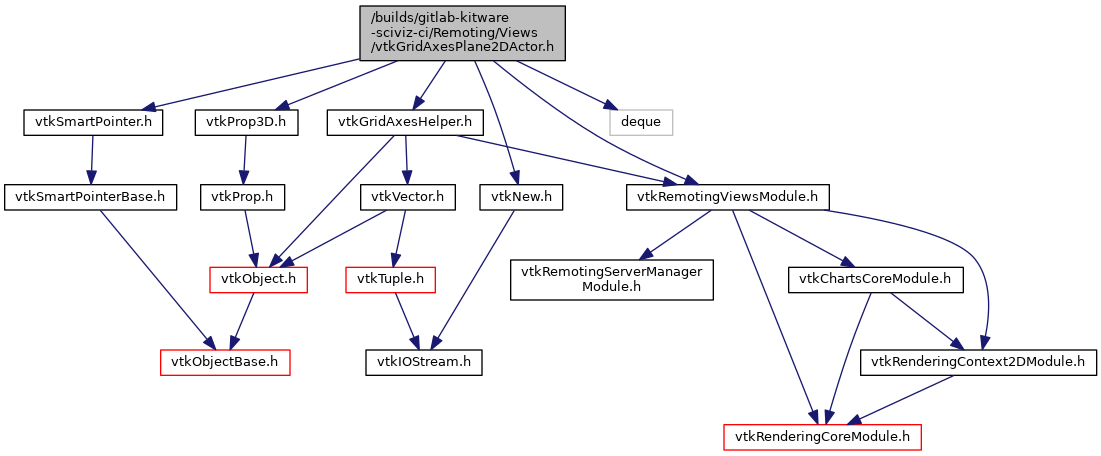 /builds/gitlab-kitware
-sciviz-ci/Remoting/Views
/vtkGridAxesPlane2DActor.h
vtkSmartPointer.h
vtkProp3D.h
vtkGridAxesHelper.h
deque
vtkSmartPointerBase.h
vtkProp.h
vtkVector.h
vtkNew.h
vtkRemotingViewsModule.h
vtkObject.h
vtkTuple.h
vtkRemotingServerManager
Module.h
vtkChartsCoreModule.h
vtkObjectBase.h
vtkIOStream.h
vtkRenderingContext2DModule.h
vtkRenderingCoreModule.h